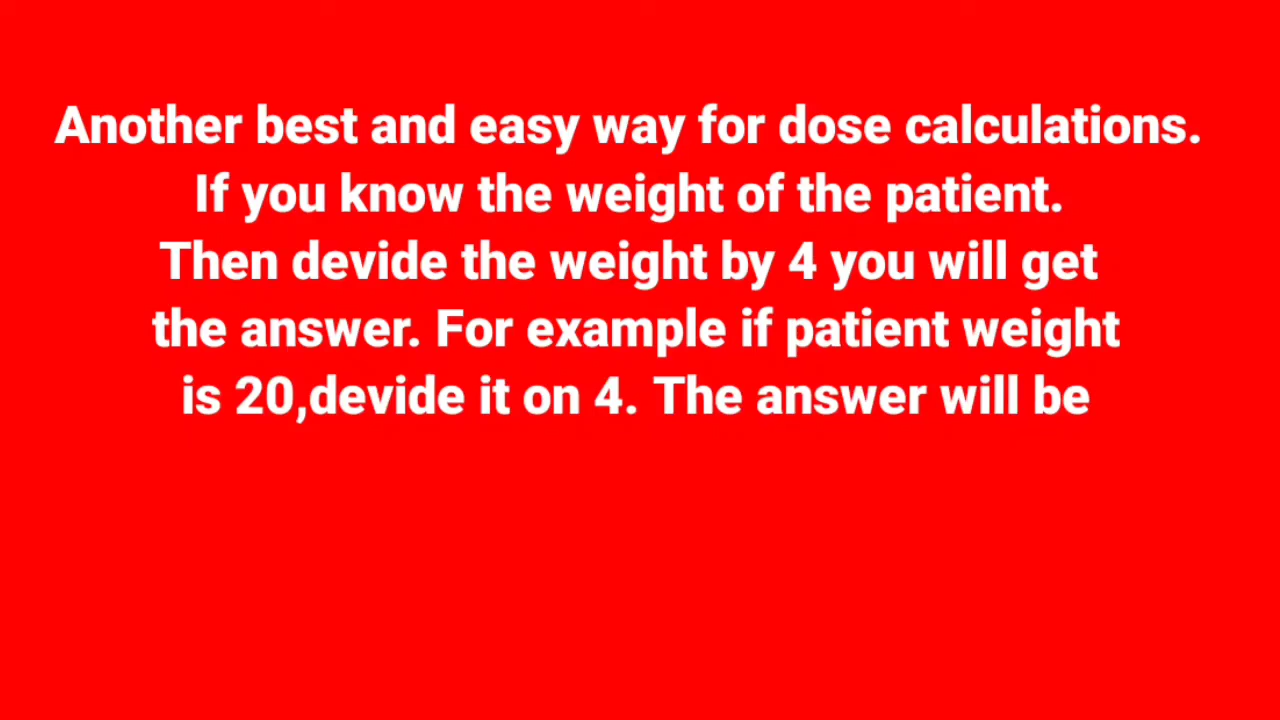 Another best and easy way for dose calculations.
If you know the weight of the patient.
Then devide the weight by 4 you will get
the answer. For example if patient weight
is 20,devide it on 4. The answer will be